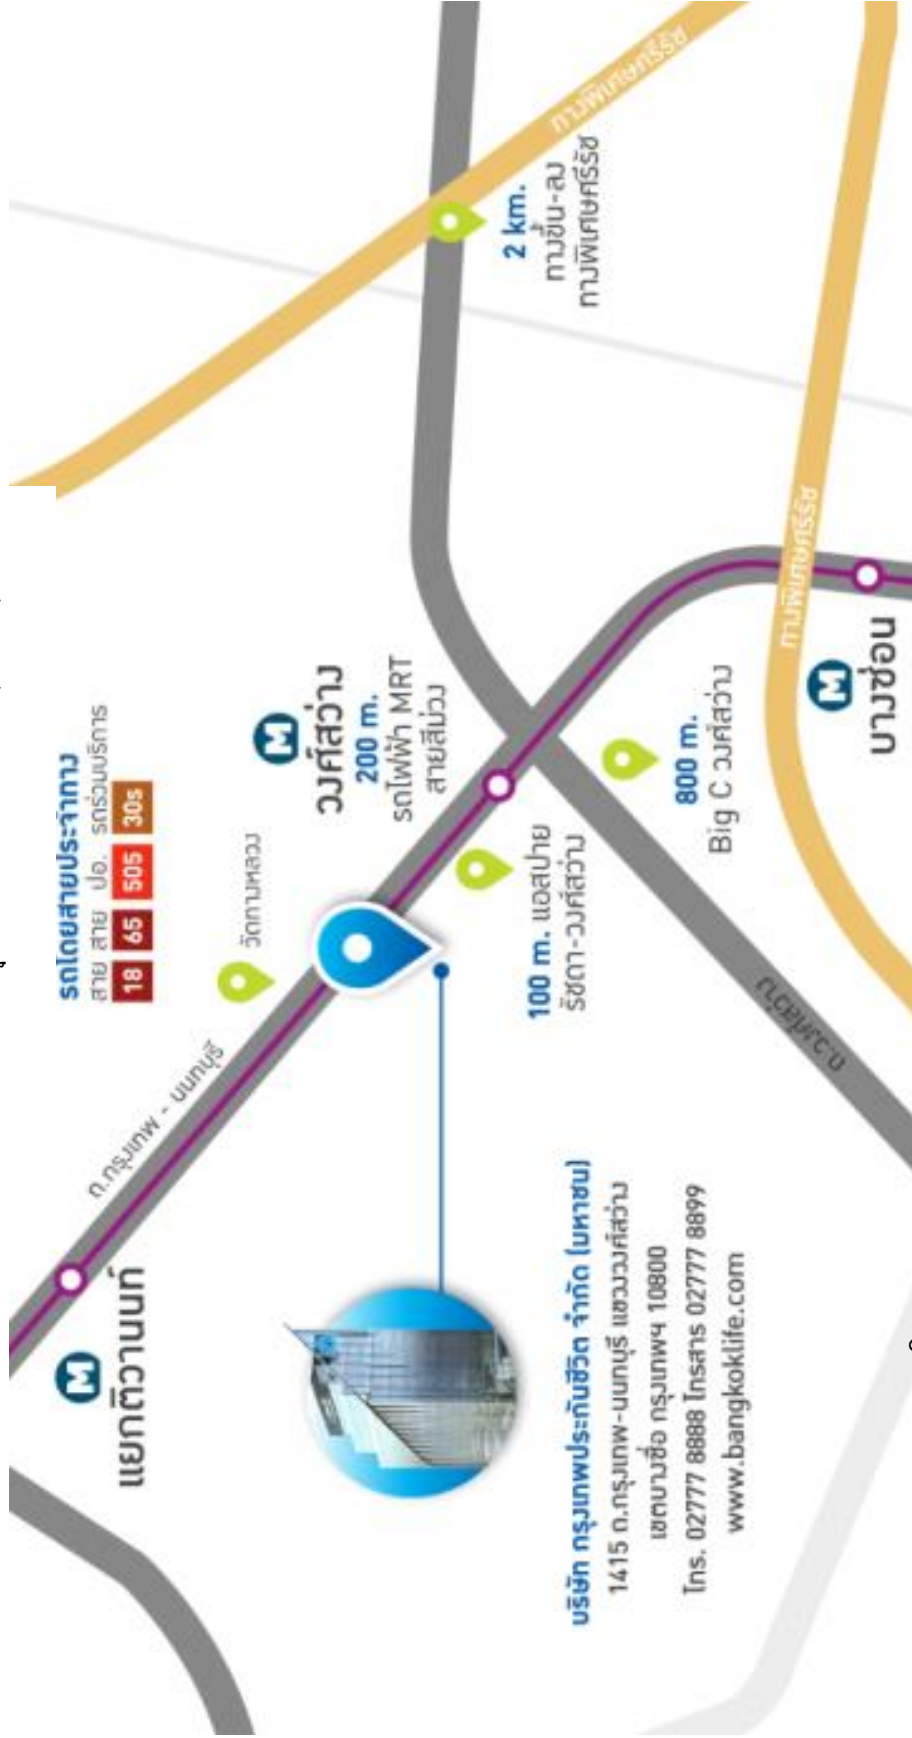 รถโดยสารประจำทาง
สาย สาย ปอ. รถร่วมบริการ
18 65 505 30s
ถ.กรุงเทพ - นนทบุรี
วัดทางหลวง
M
แยกติวานนท์
M
วงศ์สว่าง
200 m.
รถไฟฟ้า MRT
สายสีม่วง
100 m. แอสปาย
รัชดา-วงศ์สว่าง
800 m.
Big C วงศ์สว่าง
2 km.
ทางขึ้น-ลง
ทางพิเศษศรีรัช
ทางพิเศษศรีรัช
ทางพิเศษศรีรัช
M
บางซ่อน
ถ.วงศ์สว่าง
บริษัท กรุงเทพประกันชีวิต จำกัด (มหาชน)
1415 ถ.กรุงเทพ-นนทบุรี แขวงวงศ์สว่าง
เขตบางซื่อ กรุงเทพฯ 10800
โทร. 02777 8888 โทรสาร 02777 8899
www.bangkoklife.com